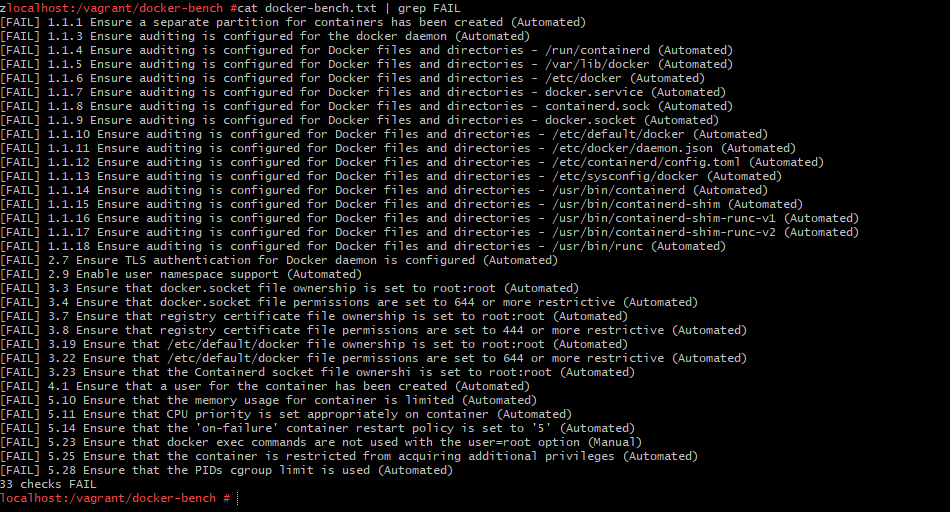 zlocalhost:/vagrant/docker-bench #cat docker-bench.txt | grep FAIL
[FAIL] 1.1.1 Ensure a separate partition for containers has been created (Automated)
[FAIL] 1.1.3 Ensure auditing is configured for the docker daemon (Automated)
[FAIL] 1.1.4 Ensure auditing is configured for Docker files and directories - /run/containerd (Automated)
[FAIL] 1.1.5 Ensure auditing is configured for Docker files and directories - /var/lib/docker (Automated)
[FAIL] 1.1.6 Ensure auditing is configured for Docker files and directories - /etc/docker (Automated)
[FAIL] 1.1.7 Ensure auditing is configured for Docker files and directories - docker.service (Automated)
[FAIL] 1.1.8 Ensure auditing is configured for Docker files and directories - containerd.sock (Automated)
[FAIL] 1.1.9 Ensure auditing is configured for Docker files and directories - docker.socket (Automated)
[FAIL] 1.1.10 Ensure auditing is configured for Docker files and directories - /etc/default/docker (Automated)
[FAIL] 1.1.11 Ensure auditing is configured for Docker files and directories - /etc/docker/daemon.json (Automated)
[FAIL] 1.1.12 Ensure auditing is configured for Docker files and directories - /etc/containerd/config.toml (Automated)
[FAIL] 1.1.13 Ensure auditing is configured for Docker files and directories - /etc/sysconfig/docker (Automated)
[FAIL] 1.1.14 Ensure auditing is configured for Docker files and directories - /usr/bin/containerd (Automated)
[FAIL] 1.1.15 Ensure auditing is configured for Docker files and directories - /usr/bin/containerd-shim (Automated)
[FAIL] 1.1.16 Ensure auditing is configured for Docker files and directories - /usr/bin/containerd-shim-runc-v1 (Automated)
[FAIL] 1.1.17 Ensure auditing is configured for Docker files and directories - /usr/bin/containerd-shim-runc-v2 (Automated)
[FAIL] 1.1.18 Ensure auditing is configured for Docker files and directories - /usr/bin/runc (Automated)
[FAIL] 2.7 Ensure TLS authentication for Docker daemon is configured (Automated)
[FAIL] 2.9 Enable user namespace support (Automated)
[FAIL] 3.3 Ensure that docker.socket file ownership is set to root:root (Automated)
[FAIL] 3.4 Ensure that docker.socket file permissions are set to 644 or more restrictive (Automated)
[FAIL] 3.7 Ensure that registry certificate file ownership is set to root:root (Automated)
[FAIL] 3.8 Ensure that registry certificate file permissions are set to 444 or more restrictive (Automated)
[FAIL] 3.19 Ensure that /etc/default/docker file ownership is set to root:root (Automated)
[FAIL] 3.22 Ensure that /etc/default/docker file permissions are set to 644 or more restrictive (Automated)
[FAIL] 3.23 Ensure that the Containerd socket file ownershi is set to root:root (Automated)
[FAIL] 4.1 Ensure that a user for the container has been created (Automated)
[FAIL] 5.10 Ensure that the memory usage for container is limited (Automated)
[FAIL] 5.11 Ensure that CPU priority is set appropriately on container (Automated)
[FAIL] 5.14 Ensure that the 'on-failure' container restart policy is set to '5' (Automated)
[FAIL] 5.23 Ensure that docker exec commands are not used with the user=root option (Manual)
[FAIL] 5.25 Ensure that the container is restricted from acquiring additional privileges (Automated)
[FAIL] 5.28 Ensure that the PIDs cgroup limit is used (Automated)
33 checks FAIL
localhost:/vagrant/docker-bench #